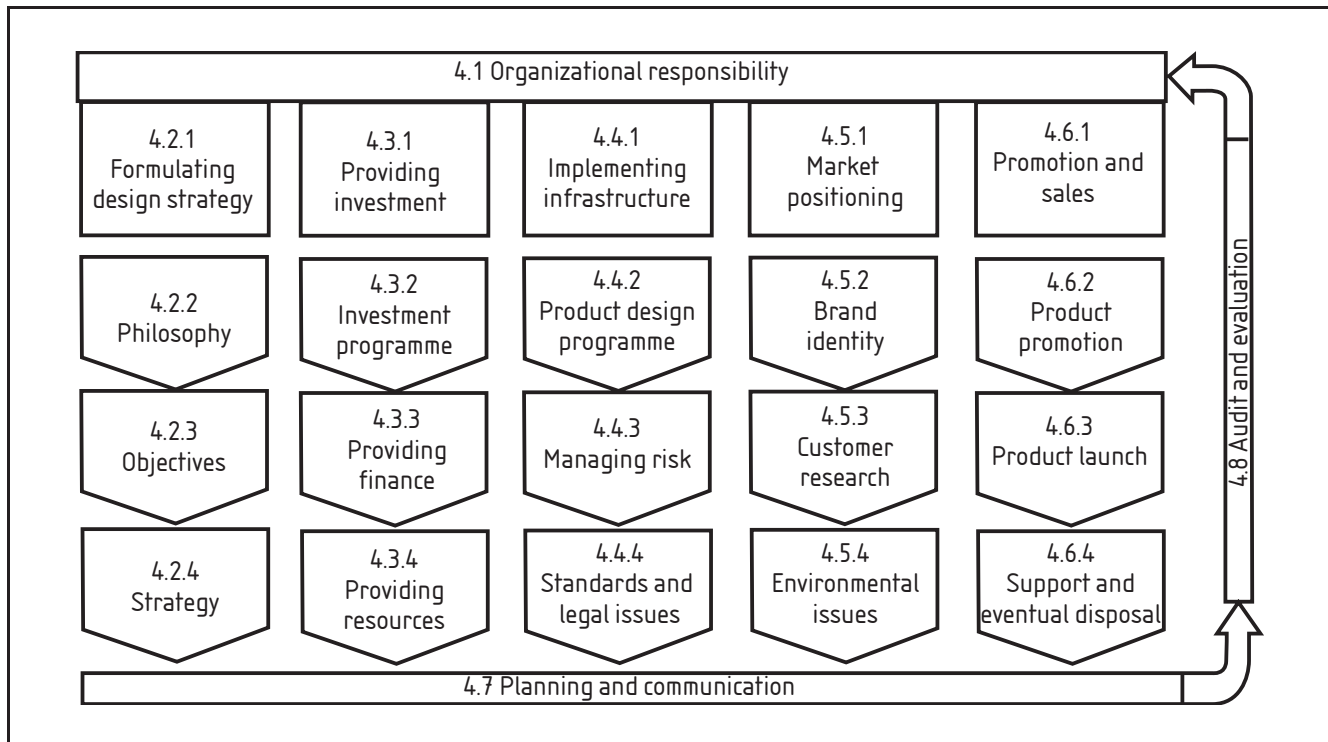 4.1 Organizational responsibility
4.2.1
Formulating
design strategy
4.3.1
Providing
investment
4.4.1
Implementing
infrastructure
4.5.1
Market
positioning
4.6.1
Promotion and
sales
4.2.2
Philosophy
4.3.2
Investment
programme
4.4.2
Product design
programme
4.5.2
Brand
identity
4.6.2
Product
promotion
4.2.3
Objectives
4.3.3
Providing
finance
4.4.3
Managing risk
4.5.3
Customer
research
4.6.3
Product launch
4.2.4
Strategy
4.3.4
Providing
resources
4.4.4
Standards and
legal issues
4.5.4
Environmental
issues
4.6.4
Support and
eventual disposal
4.7 Planning and communication
4.8 Audit and evaluation